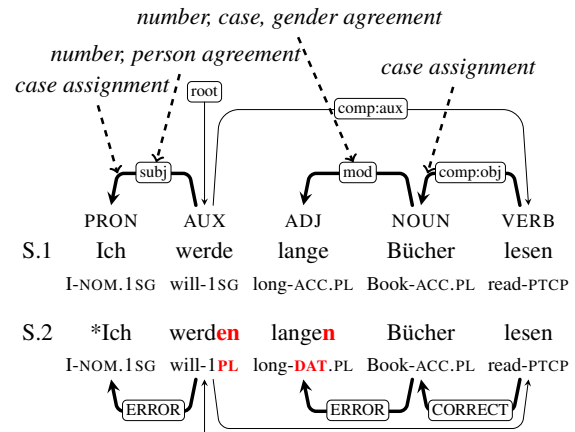 number, case, gender agreement
number, person agreement
case assignment
case assignment
root
comp:aux
subj
mod
comp:obj
PRON AUX ADJ NOUN VERB
S.1 Ich werde lange Bücher lesen
I-NOM.1SG will-1SG long-ACC.PL Book-ACC.PL read-PTCP
S.2 *Ich werden langen Bücher lesen
I-NOM.1SG will-1PL long-DAT.PL Book-ACC.PL read-PTCP
ERROR ERROR CORRECT